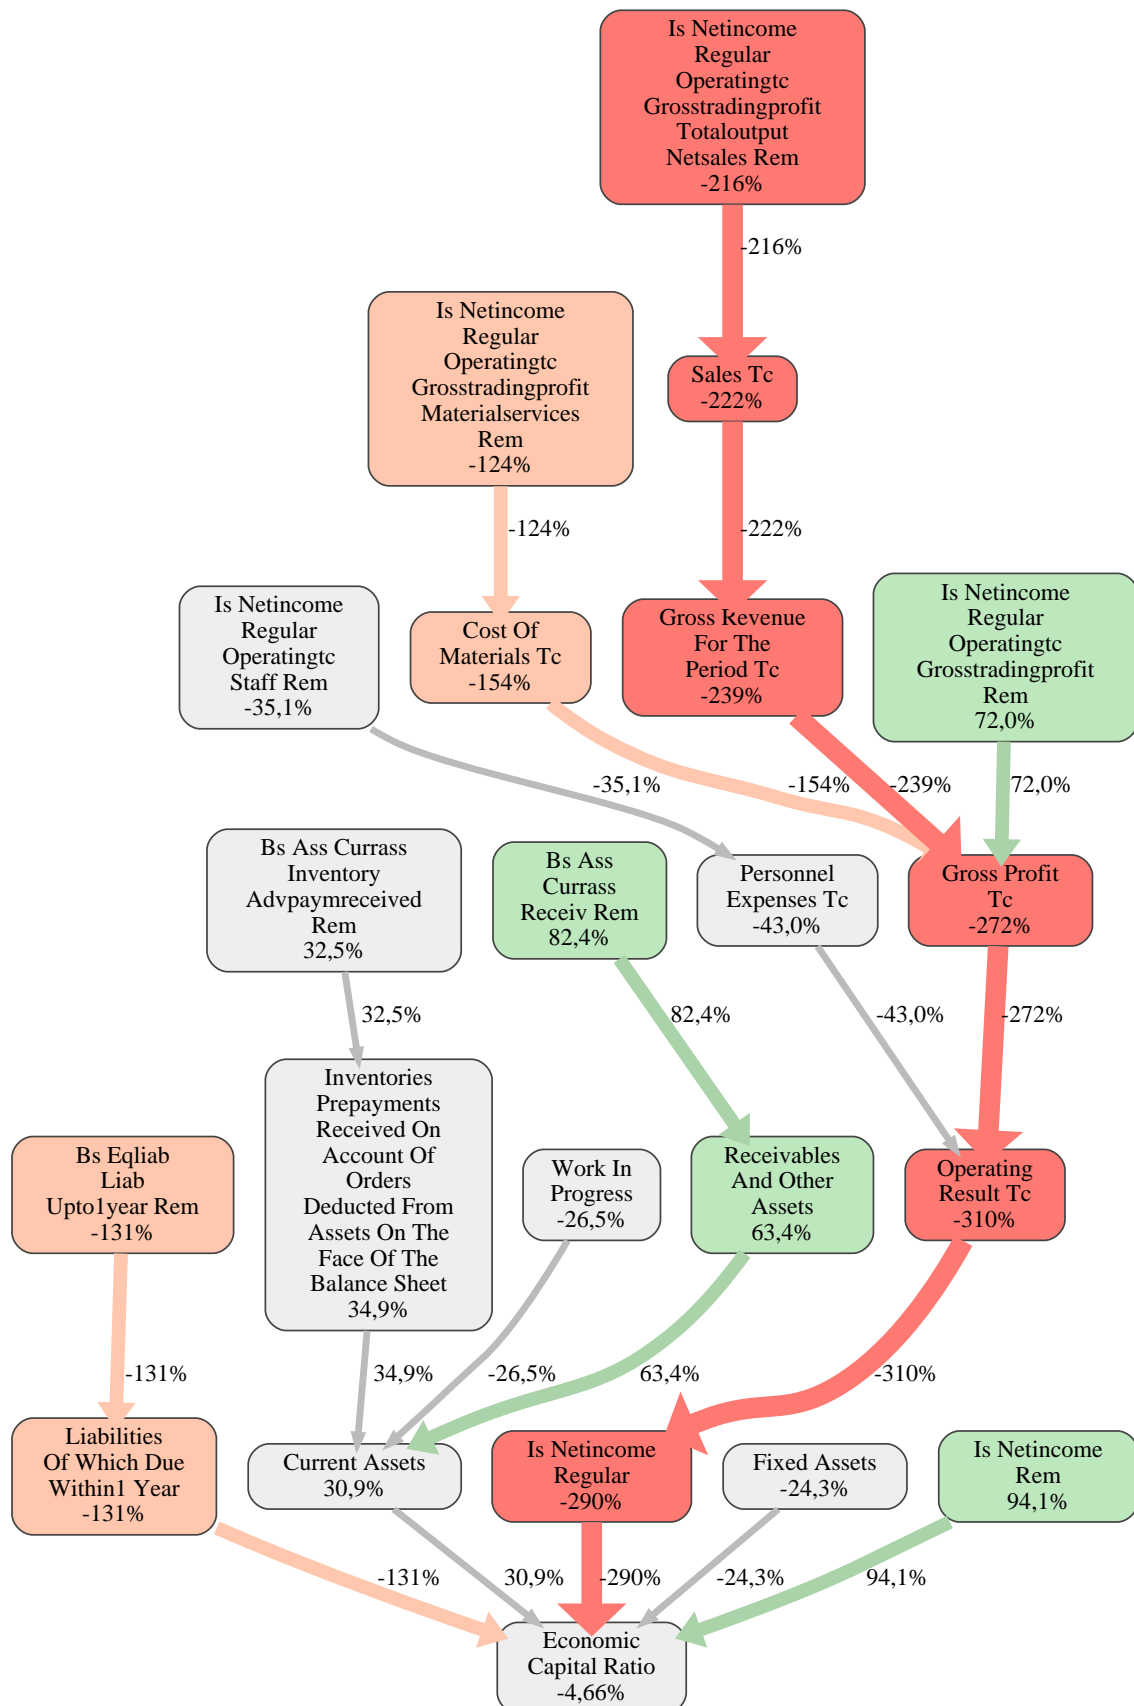 Is Netincome
Regular
Operatingtc
Grosstradingprofit
Totaloutput
Netsales Rem
-216%
-216%
Is Netincome
Regular
Operatingtc
Grosstradingprofit
Materialservices
Rem
-124%
Sales Tc
-222%
-124%
-222%
Is Netincome
Regular
Operatingtc
Staff Rem
-35,1%
Cost Of
Materials Tc
-154%
Gross Revenue
For The
Period Tc
-239%
Is Netincome
Regular
Operatingtc
Grosstradingprofit
Rem
72,0%
-35,1%
-154%
-239%
72,0%
Bs Ass Currass
Inventory
Advpaymreceived
Rem
32,5%
Bs Ass
Currass
Receiv Rem
82,4%
Personnel
Expenses Tc
-43,0%
Gross Profit
Tc
-272%
32,5%
82,4%
-43,0%
-272%
Bs Eqliab
Liab
Upto1year Rem
-131%
Inventories
Prepayments
Received On
Account Of
Orders
Deducted From
Assets On The
Face Of The
Balance Sheet
34,9%
Work In
Progress
-26,5%
Receivables
And Other
Assets
63,4%
Operating
Result Tc
-310%
-131%
34,9%
-26,5%
63,4%
-310%
Liabilities
Of Which Due
Within1 Year
-131%
Current Assets
30,9%
Is Netincome
Regular
-290%
Fixed Assets
-24,3%
Is Netincome
Rem
94,1%
-131%
30,9%
-290%
-24,3%
94,1%
Economic
Capital Ratio
-4,66%